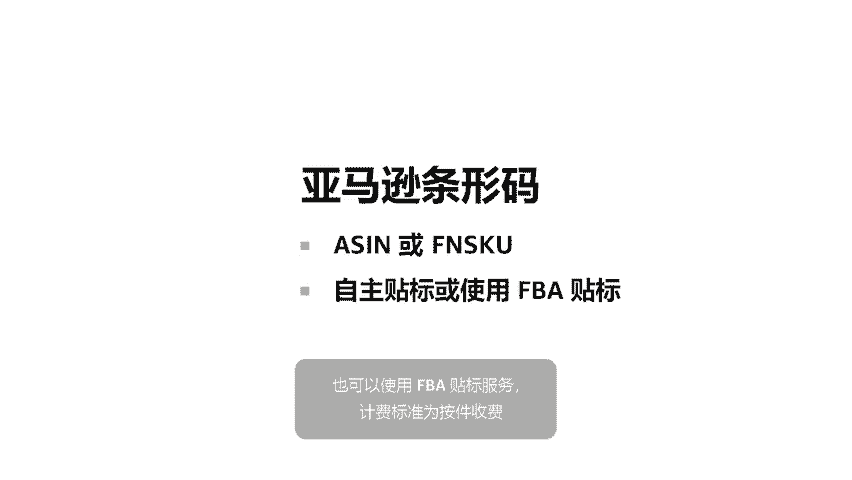 亚马逊条形码
▪ ASIN 或 FNSKU
▪ 自主贴标或使用 FBA 贴标
也可以使用 FBA 贴标服务，
计费标准为按件收费